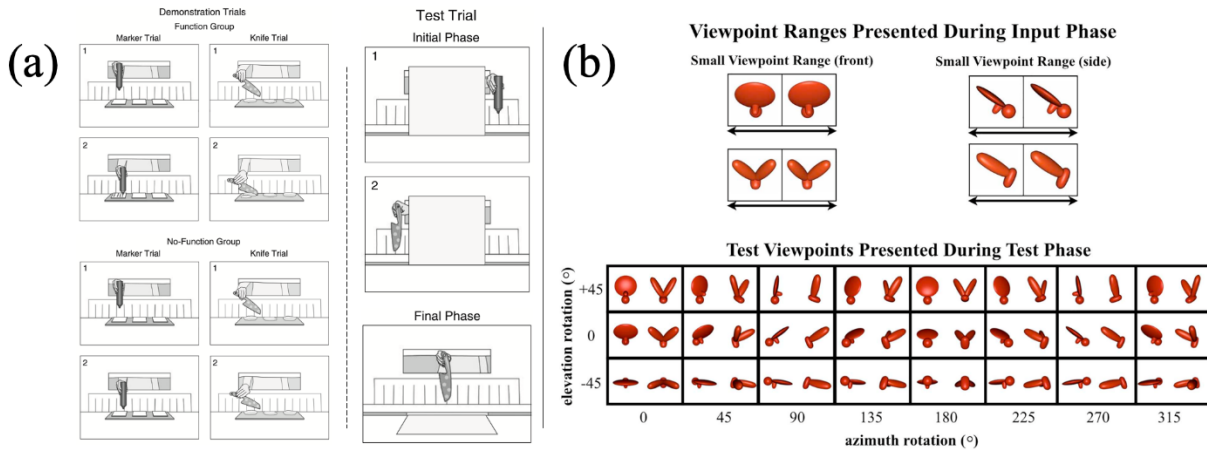 (a)
Demonstration Trials
Function Group
Marker Trial Knife Trial
1 1
2 2
No-Function Group
Marker Trial Knife Trial
1 1
2 2
Test Trial
Initial Phase
1
2
Final Phase
(b)
Viewpoint Ranges Presented During Input Phase
Small Viewpoint Range (front) Small Viewpoint Range (side)
Test Viewpoints Presented During Test Phase
elevation rotation (°)
+45
0
-45
0 45 90 135 180 225 270 315
azimuth rotation (°)